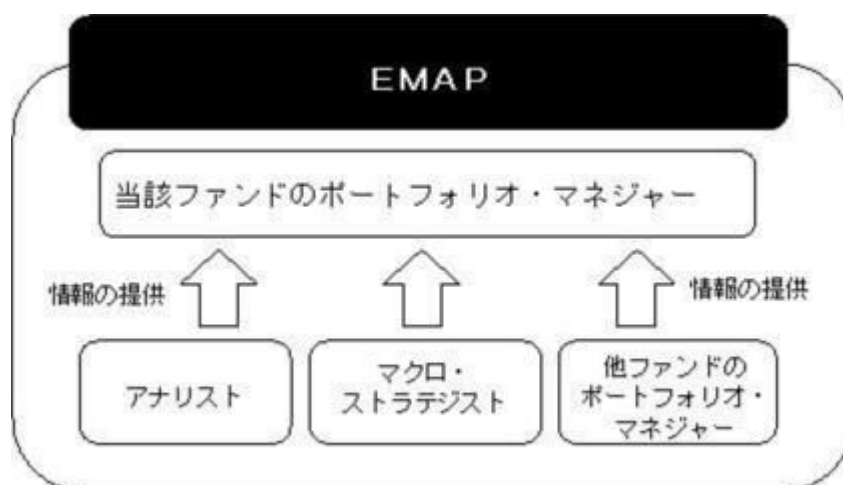 EMAP
当該ファンドのポートフォリオ・マネジャー
情報の提供
情報の提供
アナリスト
マクロ・
ストラテジスト
他ファンドの
ポートフォリオ・
マネジャー